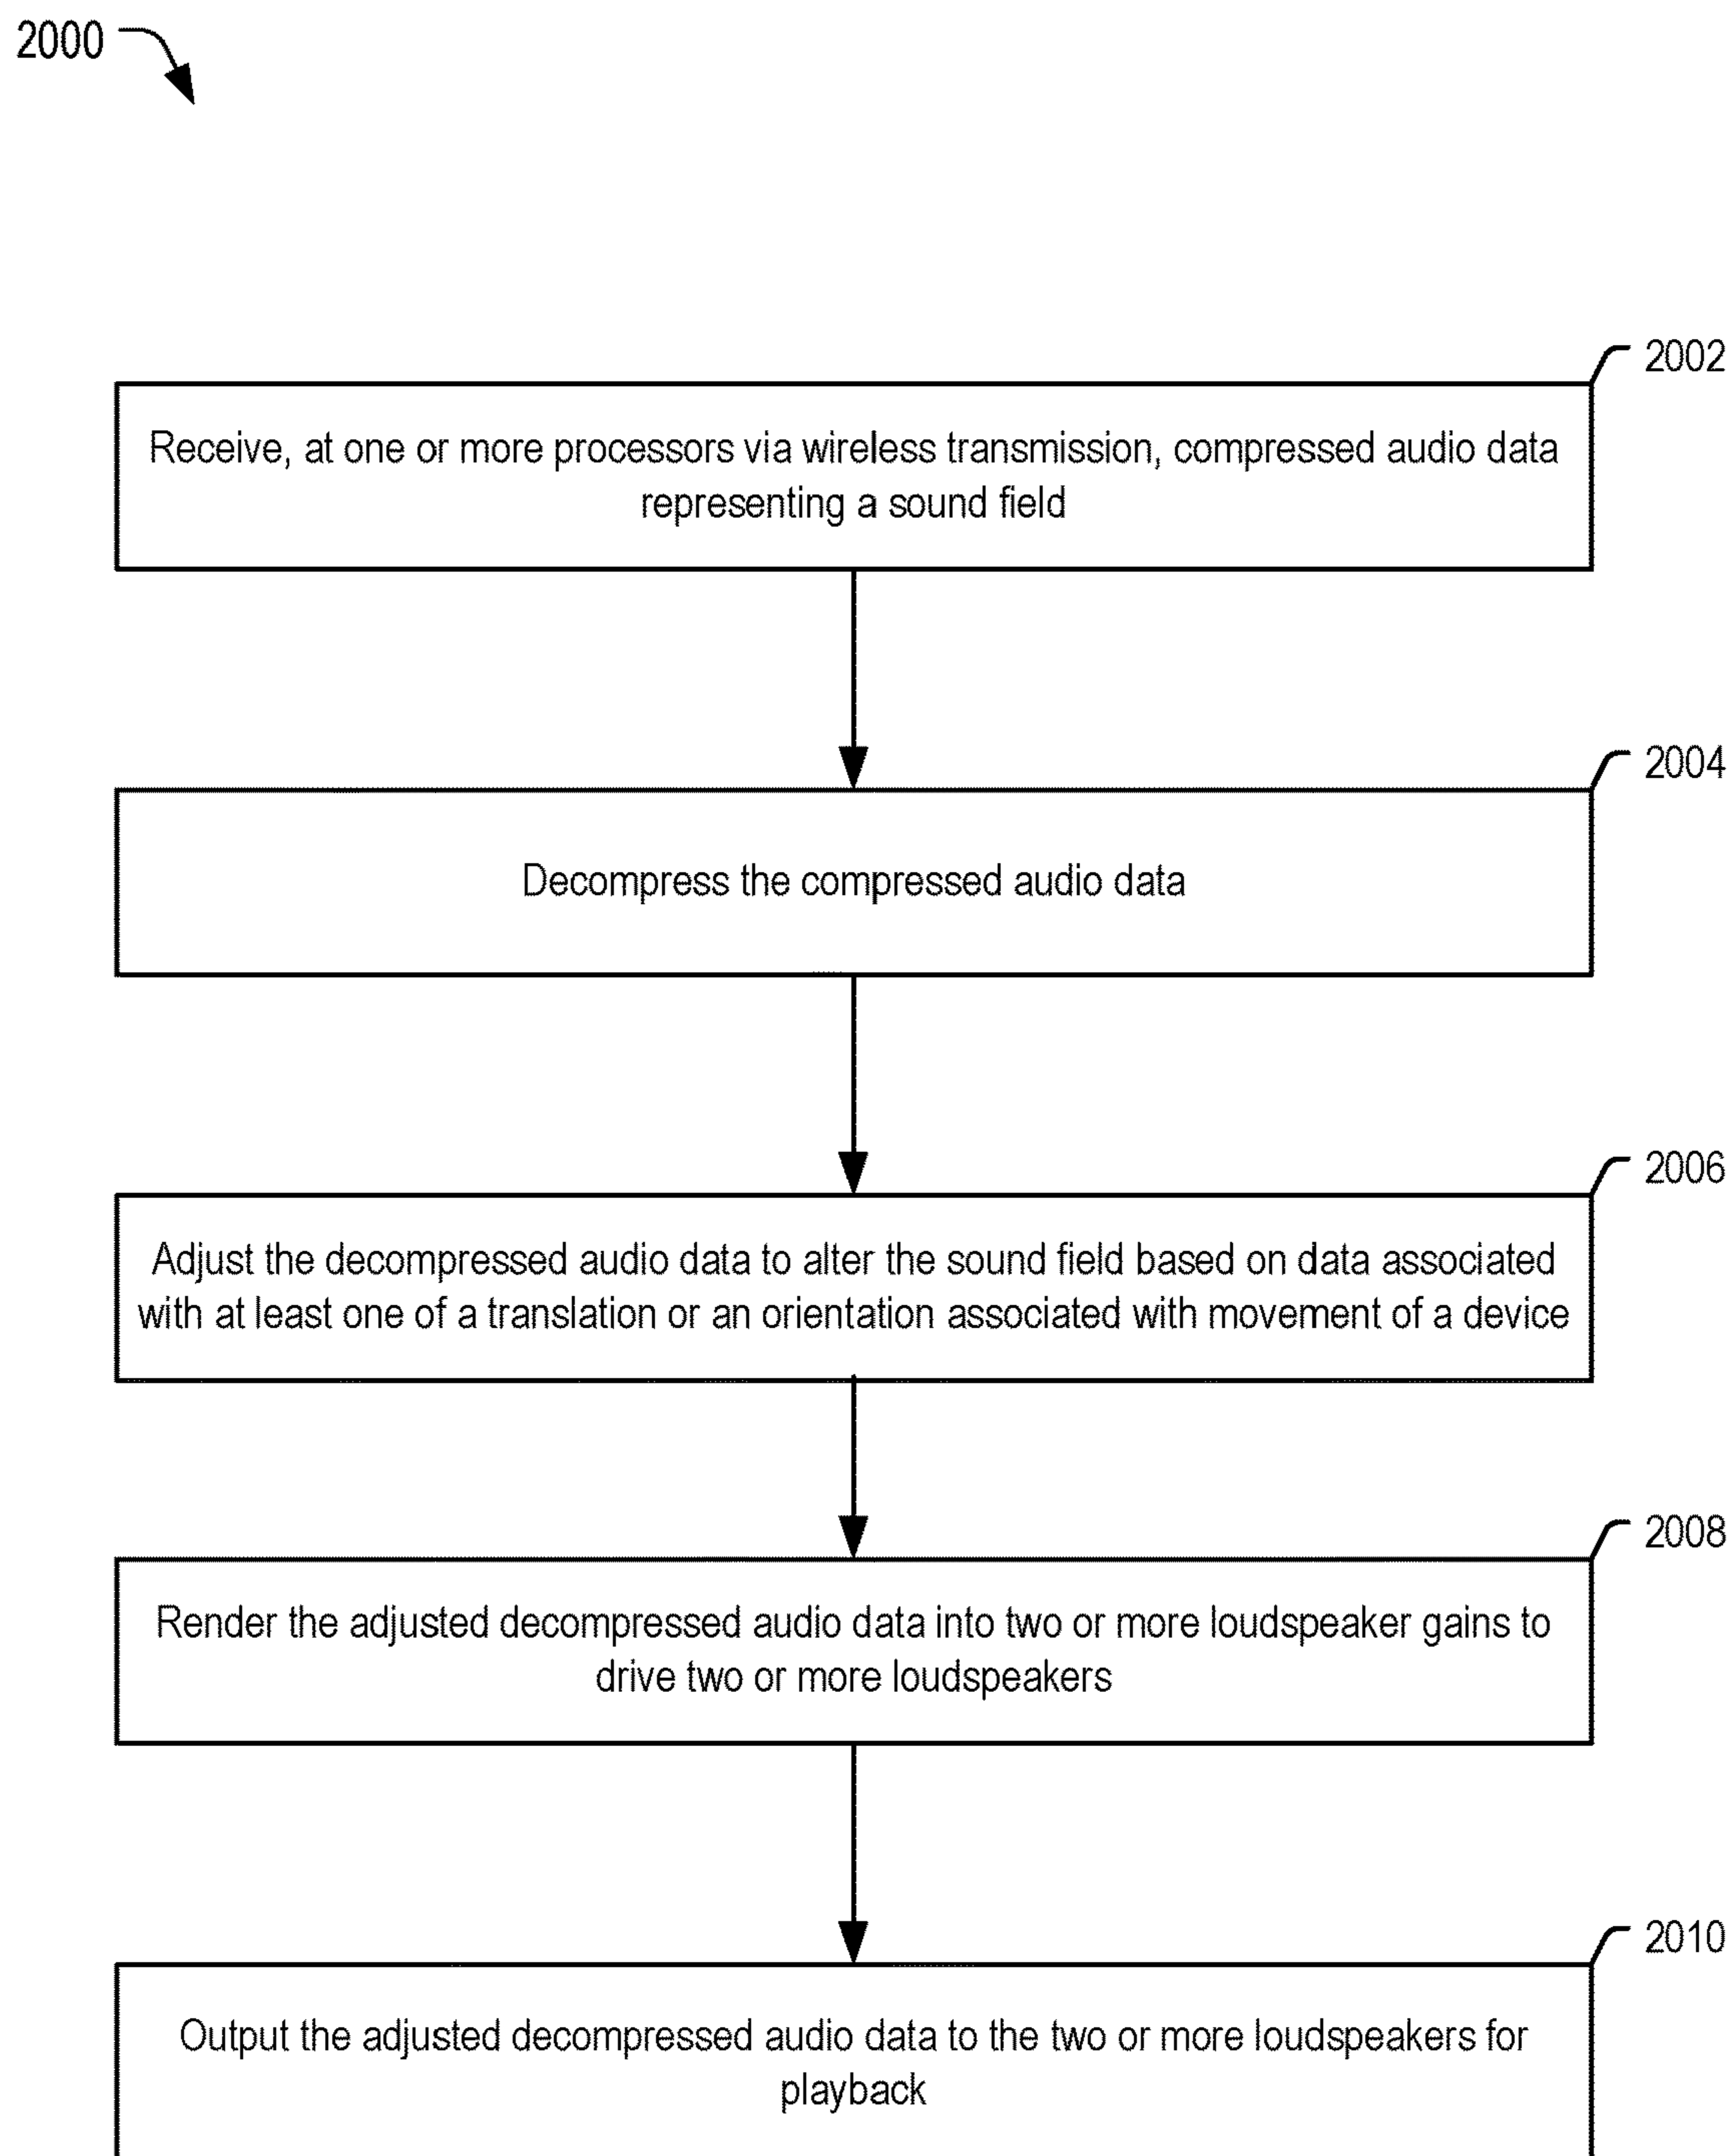 2000
2002
Receive, at one or more processors via wireless transmission, compressed audio data
representing a sound field
2004
Decompress the compressed audio data
2006
Adjust the decompressed audio data to alter the sound field based on data associated
with at least one of a translation or an orientation associated with movement of a device
2008
Render the adjusted decompressed audio data into two or more loudspeaker gains to
drive two or more loudspeakers
2010
Output the adjusted decompressed audio data to the two or more loudspeakers for
playback